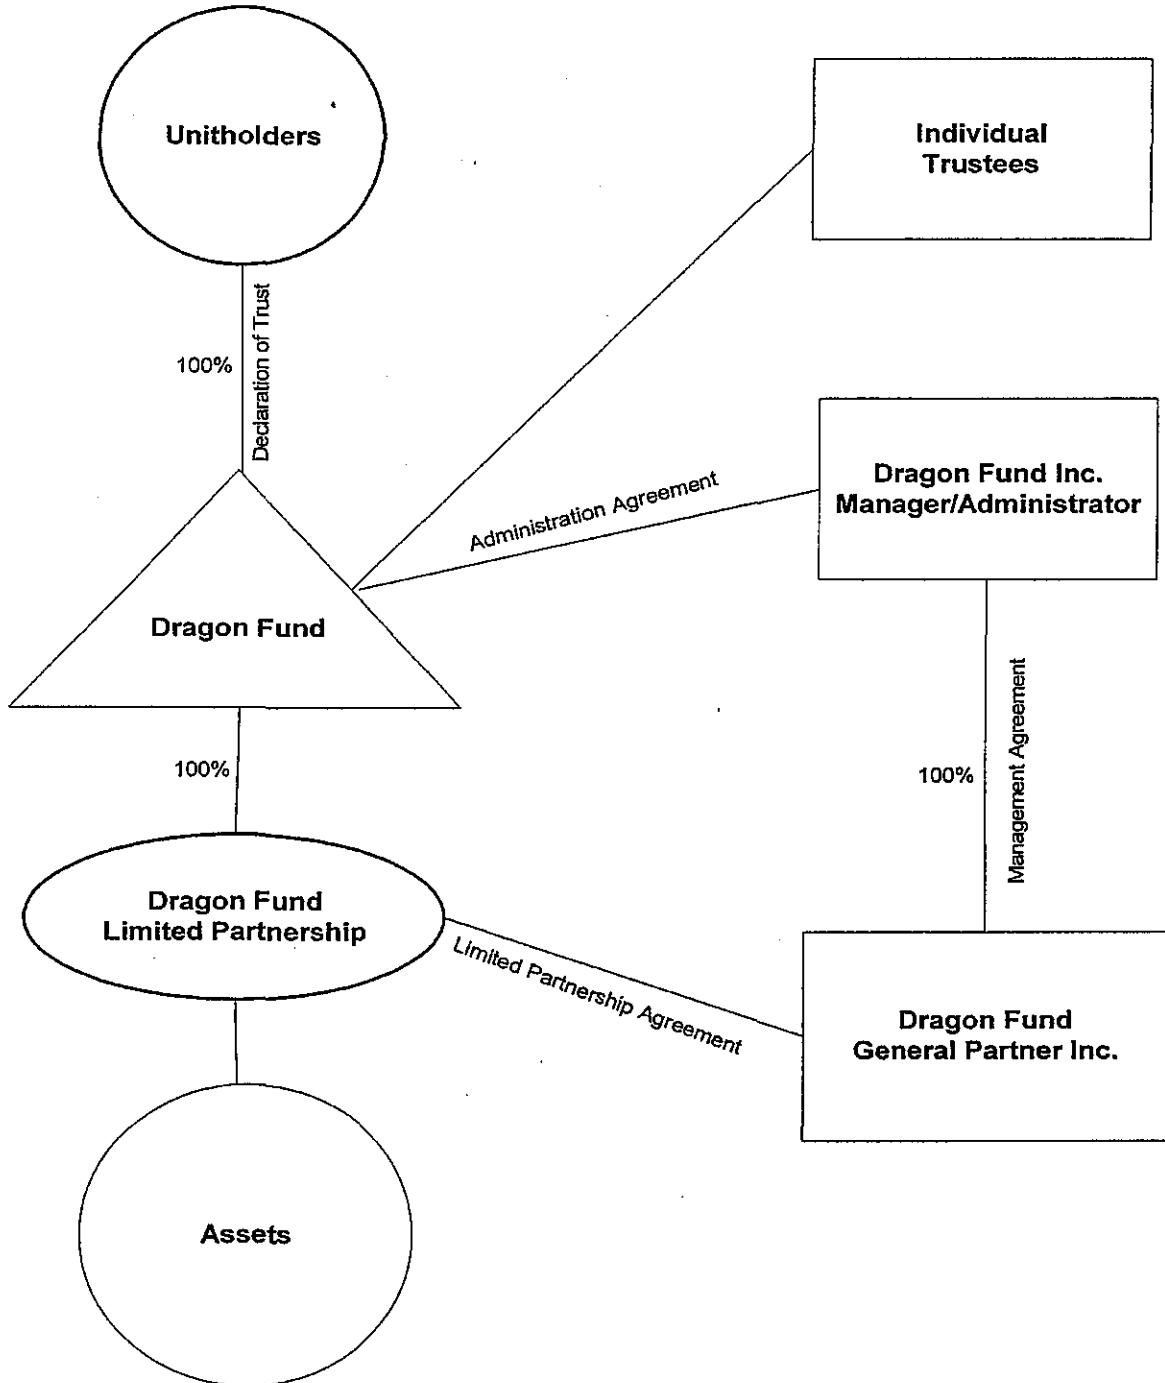 Unitholders
Individual
Trustees
100%
Declaration of Trust
Dragon Fund Inc.
Manager/Administrator
Administration Agreement
Dragon Fund
100%
100%
Management Agreement
Dragon Fund
Limited Partnership
Limited Partnership Agreement
Dragon Fund
General Partner Inc.
Assets